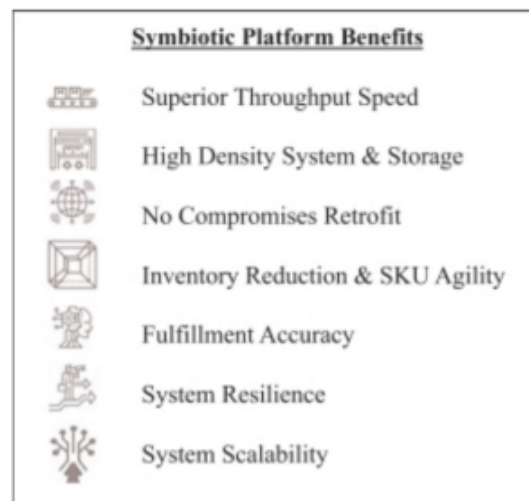 Symbiotic Platform Benefits
Superior Throughput Speed
High Density System & Storage
No Compromises Retrofit
Inventory Reduction & SKU Agility
Fulfillment Accuracy
System Resilience
System Scalability